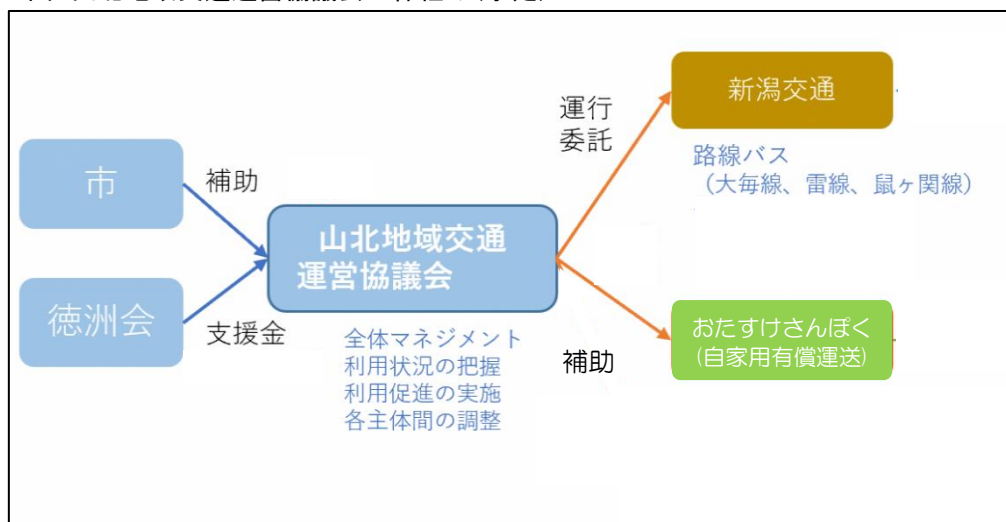 市
補助
徳洲会
支援金
山北地域交通
運営協議会
全体マネジメント
利用状況の把握
利用促進の実施
各主体間の調整
運行
委託
新潟交通
路線バス
（大毎線、雷線、鼠ヶ関線）
補助
おたすけさんぽく
(自家用有償運送)